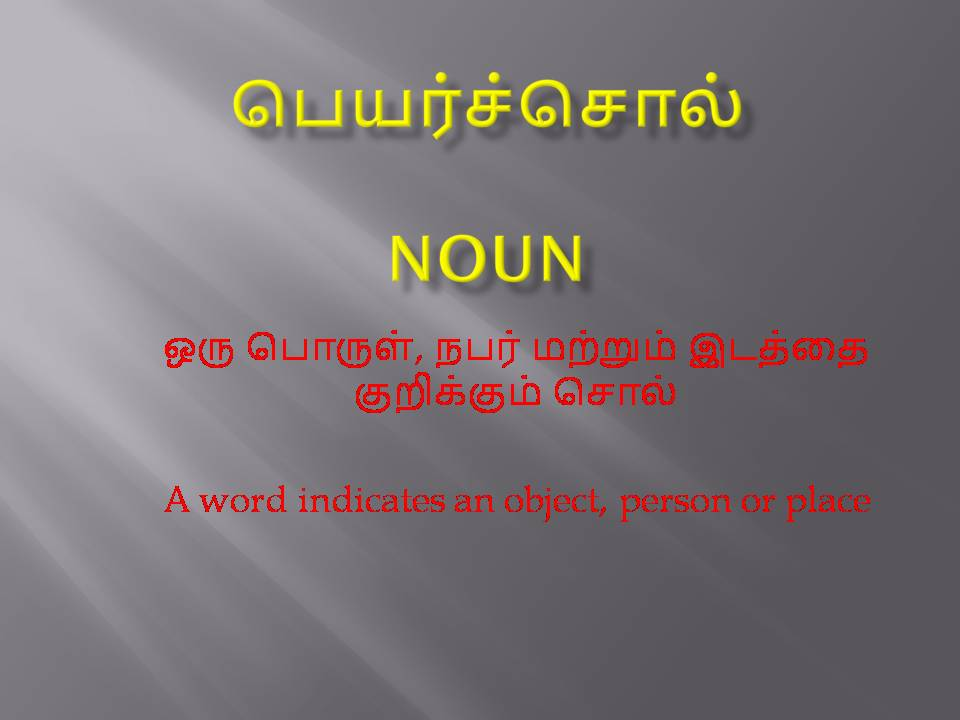 பெயர்ச்சொல்
NOUN
ஒரு பொருள், நபர் மற்றும் இடத்தை
குறிக்கும் சொல்
A word indicates an object, person or place